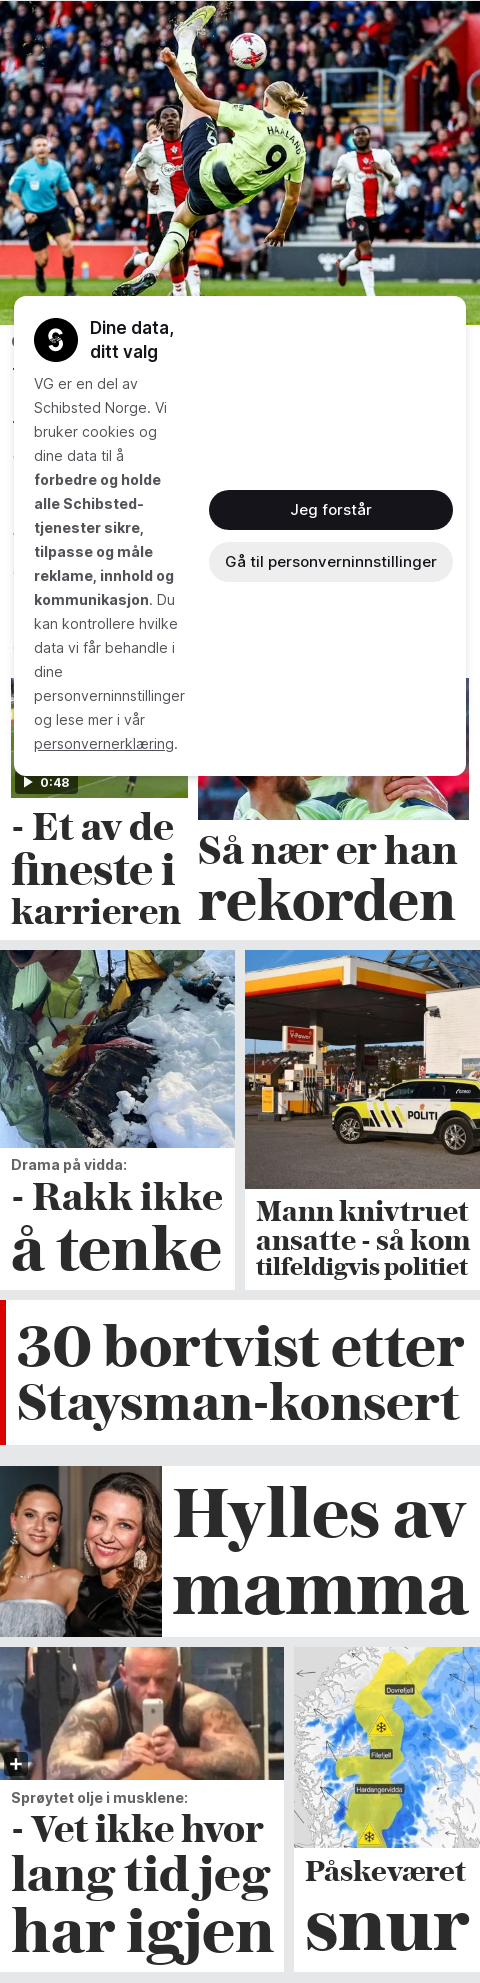 HAALAND
9
Dine data,
ditt valg
VG er en del av
Schibsted Norge. Vi
bruker cookies og
dine data til å
forbedre og holde
alle Schibsted-
tjenester sikre,
tilpasse og måle
reklame, innhold og
kommunikasjon. Du
kan kontrollere hvilke
data vi får behandle i
dine
personverninnstillinger
og lese mer i vår
personvernerklæring.
Jeg forstår
Gå til personverninnstillinger
0:48
- Et av de
fineste i
karrieren
Så nær er han
rekorden
V-Power
POLITI
Drama på vidda:
- Rakk ikke
å tenke
Mann knivtruet
ansatte - så kom
tilfeldigvis politiet
30 bortvist etter
Staysman-konsert
Hylles av
mamma
Sprøytet olje i musklene:
- Vet ikke hvor
lang tid jeg
har igjen
Dovrefjell
Filefjell
Hardangervidda
Påskeværet
snur